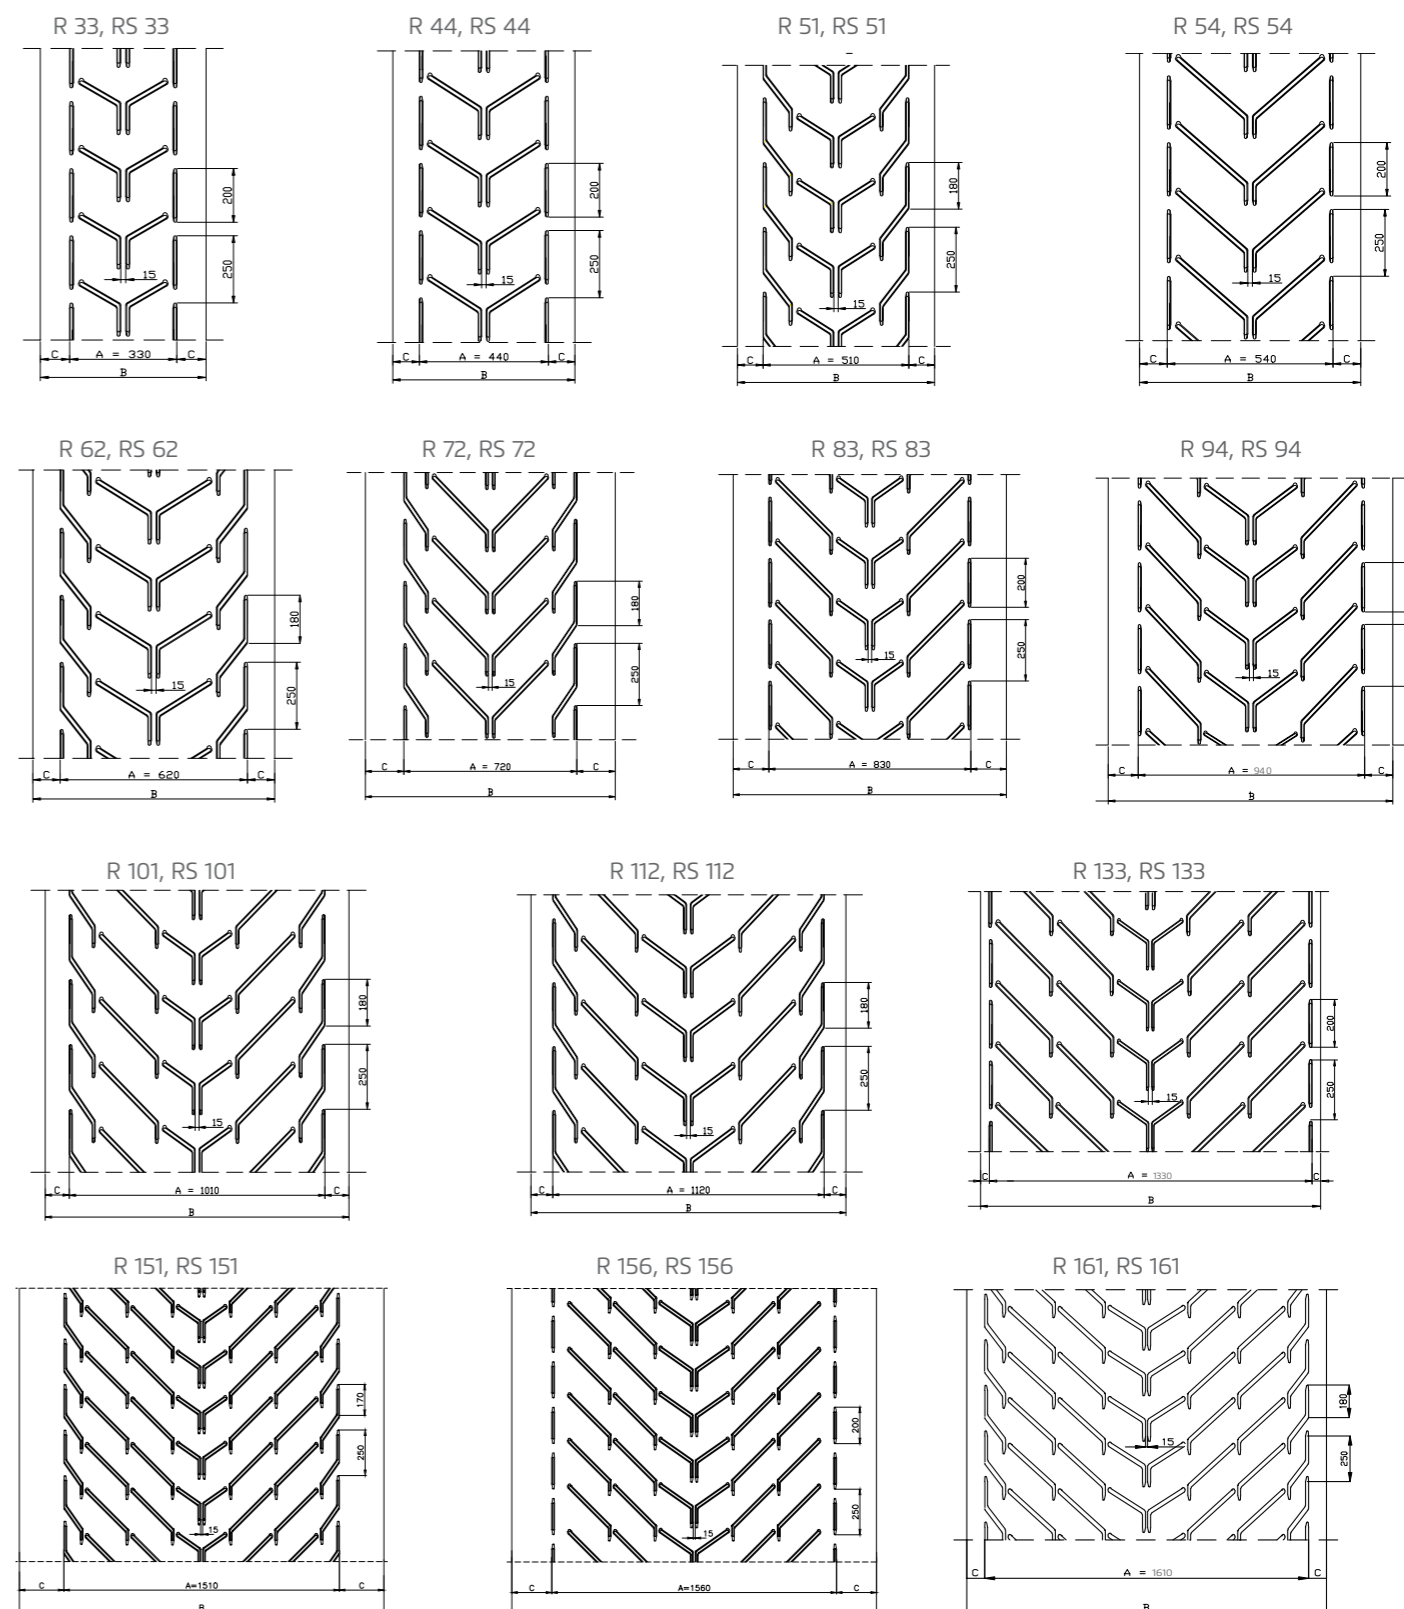 R 33, RS 33
200
250
15
C A = 330 C
B
R 44, RS 44
200
250
15
C A = 440 C
B
R 51, RS 51
180
250
15
C A = 510 C
B
R 54, RS 54
200
250
15
C A = 540 C
B
R 62, RS 62
180
250
15
C A = 620 C
B
R 72, RS 72
180
250
15
C A = 720 C
B
R 83, RS 83
200
250
15
C A = 830 C
B
R 94, RS 94
15
C A = 940 C
B
R 101, RS 101
180
250
15
C A = 1010 C
B
R 112, RS 112
180
250
15
C A = 1120 C
B
R 133, RS 133
200
250
15
C A = 1330 C
B
R 151, RS 151
170
250
15
C A=1510 C
B
R 156, RS 156
200
250
15
C A=1560 C
R 161, RS 161
180
15
250
C A = 1610 C
B